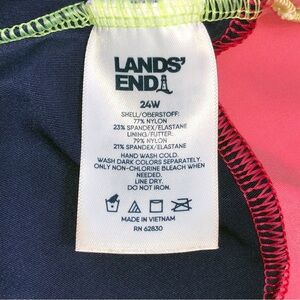 LANDS'
END
24W
SHELL/OBERSTOFF:
77% NYLON
23% SPANDEX/ELASTANE
LINING/FUTTER:
79% NYLON
21% SPANDEX/ELASTANE
HAND WASH COLD.
WASH DARK COLORS SEPARATELY
ONLY NON-CHLORINE BLEACH WHEN
NEEDED.
LINE DRY.
DO NOT IRON.
MADE IN VIETNAM
RN 62830